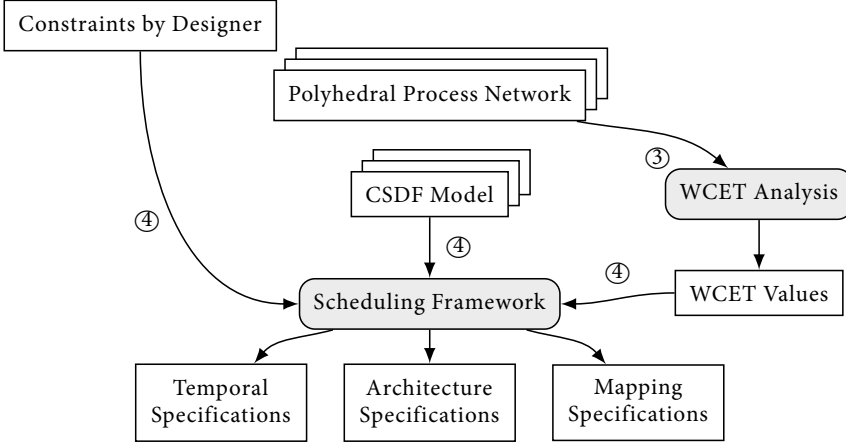 Constraints by Designer
Polyhedral Process Network
③
CSDF Model
WCET Analysis
④
④
④
Scheduling Framework
WCET Values
Temporal
Specifications
Architecture
Specifications
Mapping
Specifications